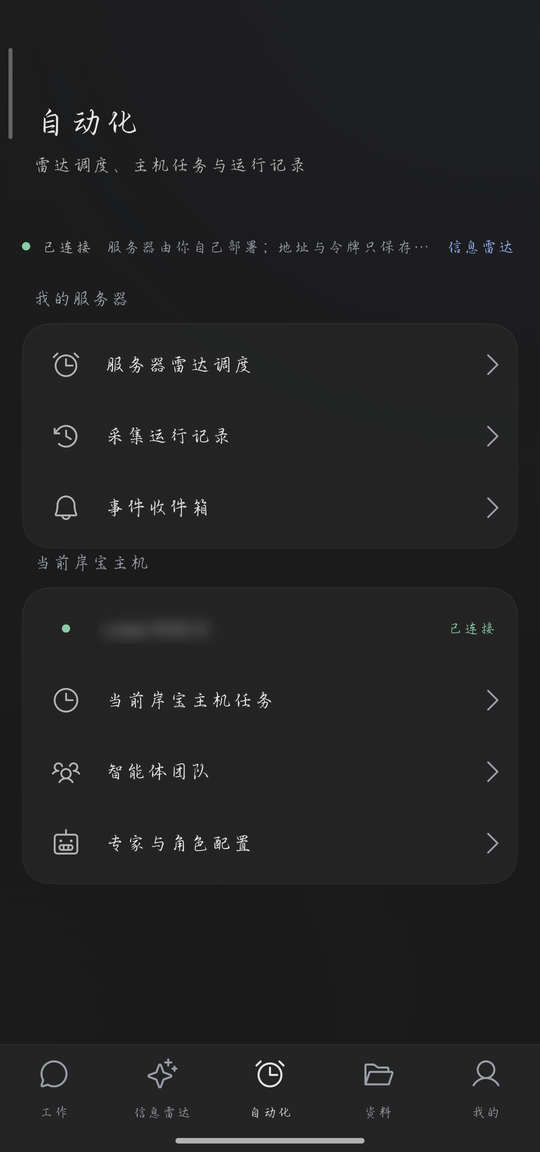 自动化
雷达调度、主机任务与运行记录
已连接 服务器由你自己部署；地址与令牌只保存… 信息雷达
我的服务器
服务器雷达调度
采集运行记录
事件收件箱
当前岸宝主机
已连接
当前岸宝主机任务
智能体团队
专家与角色配置
工作 信息雷达 自动化 资料 我的